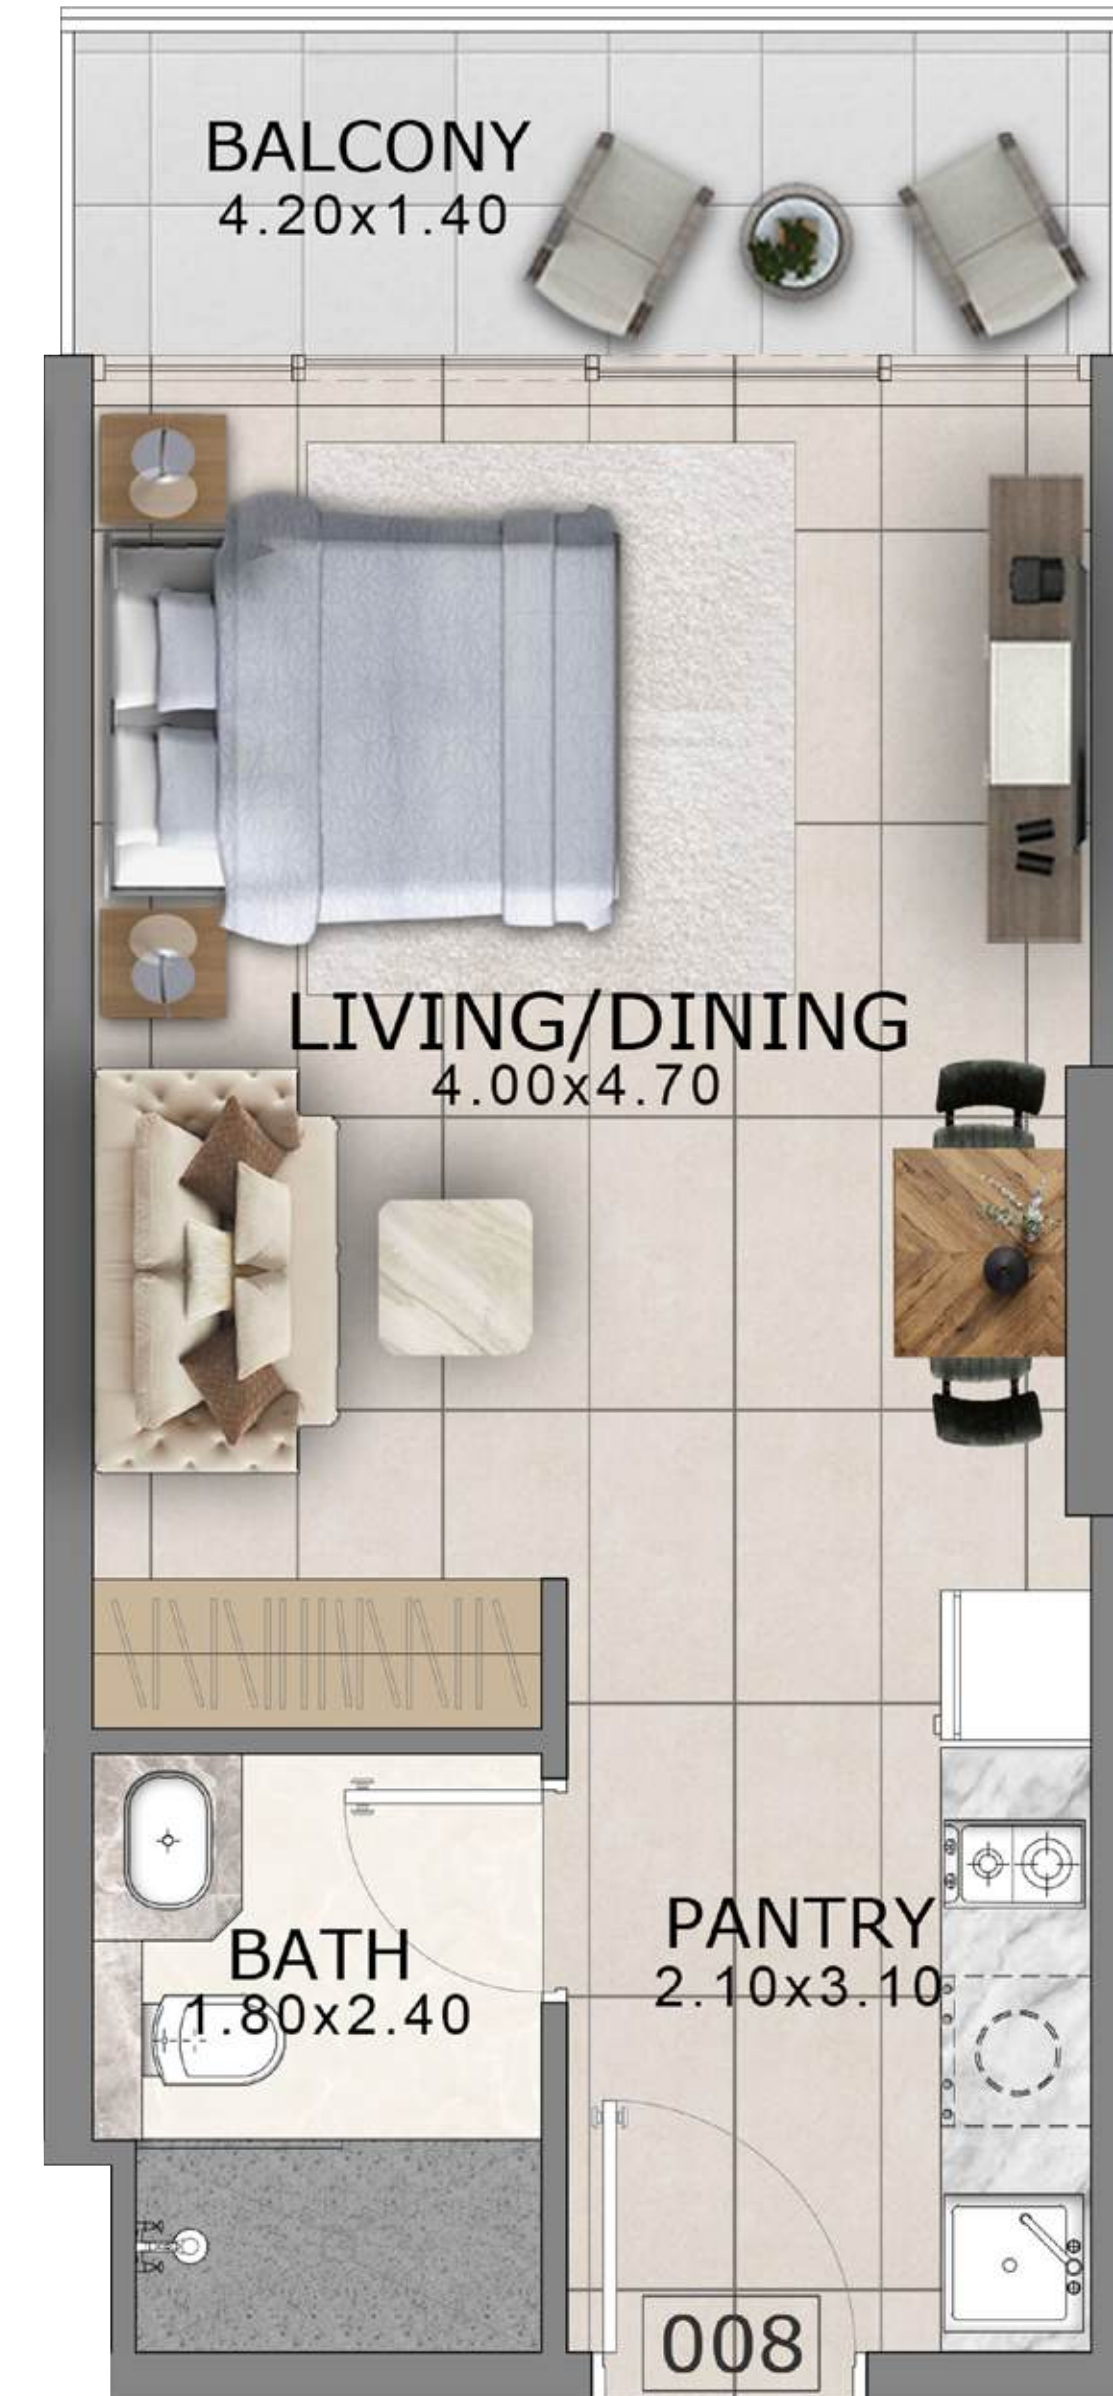 BALCONY
4.20x1.40
LIVING/DINING
4.00x4.70
PANTRY
2.10x3.10
BATH
1.80x2.40
008